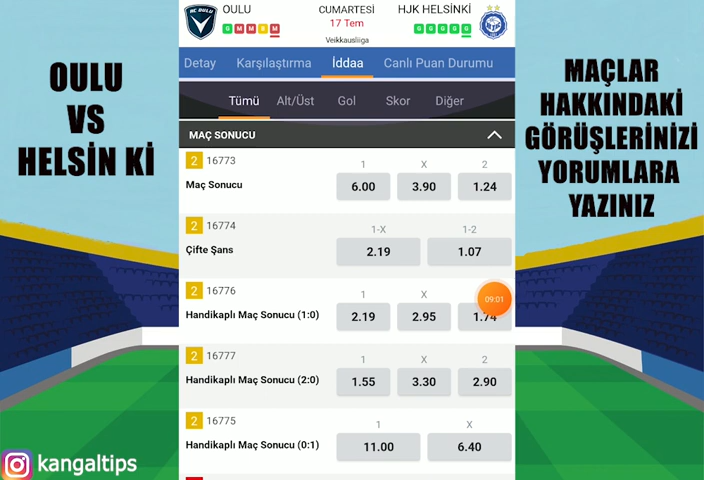 OULU
VS
HELSİN Kİ
AC OULU
OULU
G M M B M
CUMARTESİ
17 Tem
Veikkausliiga
HJK HELSİNKİ
G G G G G
Detay Karşılaştırma İddaa Canlı Puan Durumu
Tümü Alt/Üst Gol Skor Diğer
MAÇ SONUCU
2 16773 1 X 2
Maç Sonucu 6.00 3.90 1.24
2 16774 1-X 1-2
Çifte Şans 2.19 1.07
2 16776 1 X
09:01
Handikaplı Maç Sonucu (1:0) 2.19 2.95 1.74
2 16777 1 X 2
Handikaplı Maç Sonucu (2:0) 1.55 3.30 2.90
2 16775 1 X
Handikaplı Maç Sonucu (0:1) 11.00 6.40
MAÇLAR
HAKKINDAKİ
GÖRÜŞLERİNİZİ
YORUMLARA
YAZINIZ
kangaltips